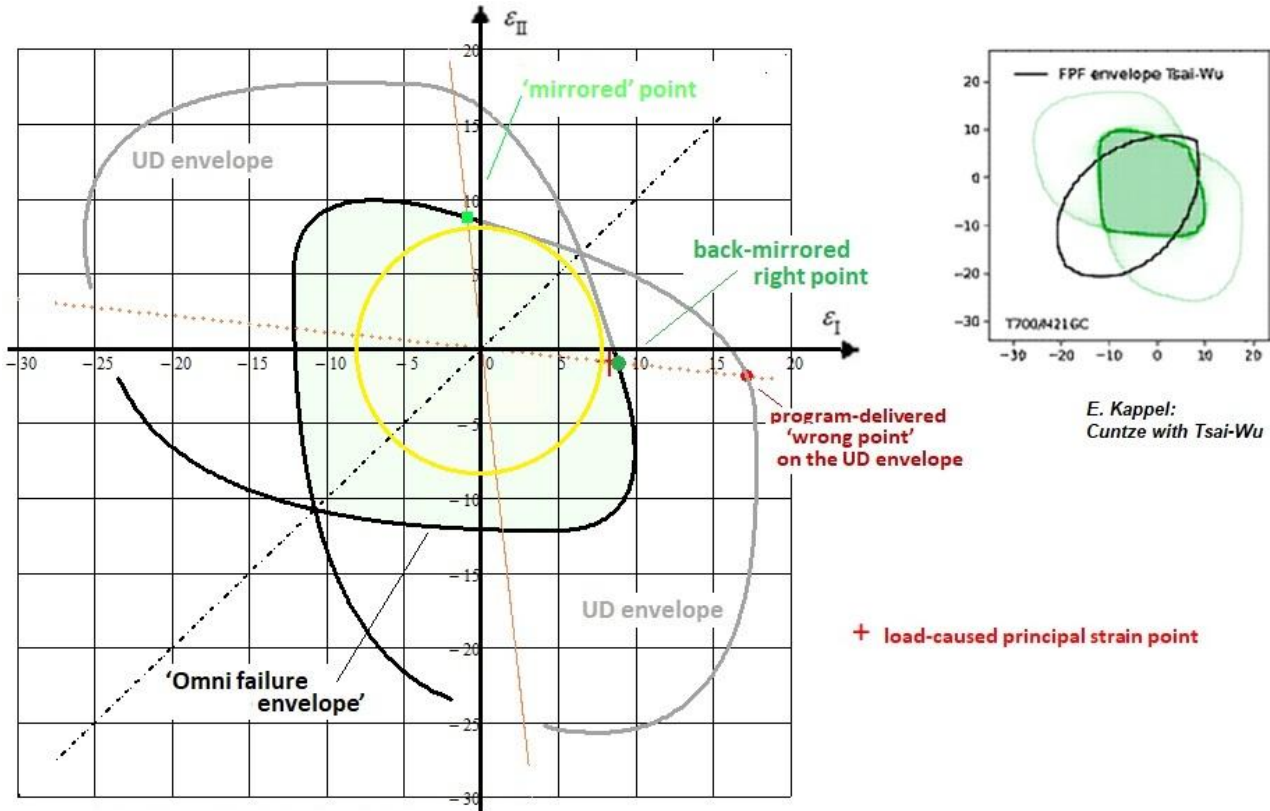 ε_II
20
15
10
5
'mirrored' point
UD envelope
back-mirrored
right point
ε_I
−30 −25 −20 −15 −10 −5 0 5 10 15 20
program-delivered
'wrong point'
on the UD envelope
−5
−10
−15
−20
−25
−30
UD envelope
'Omni failure
envelope'
FPF envelope Tsai-Wu
20
10
0
−10
−20
−30
T700/M21GC
−30 −20 −10 0 10 20
E. Kappel:
Cuntze with Tsai-Wu
+ load-caused principal strain point